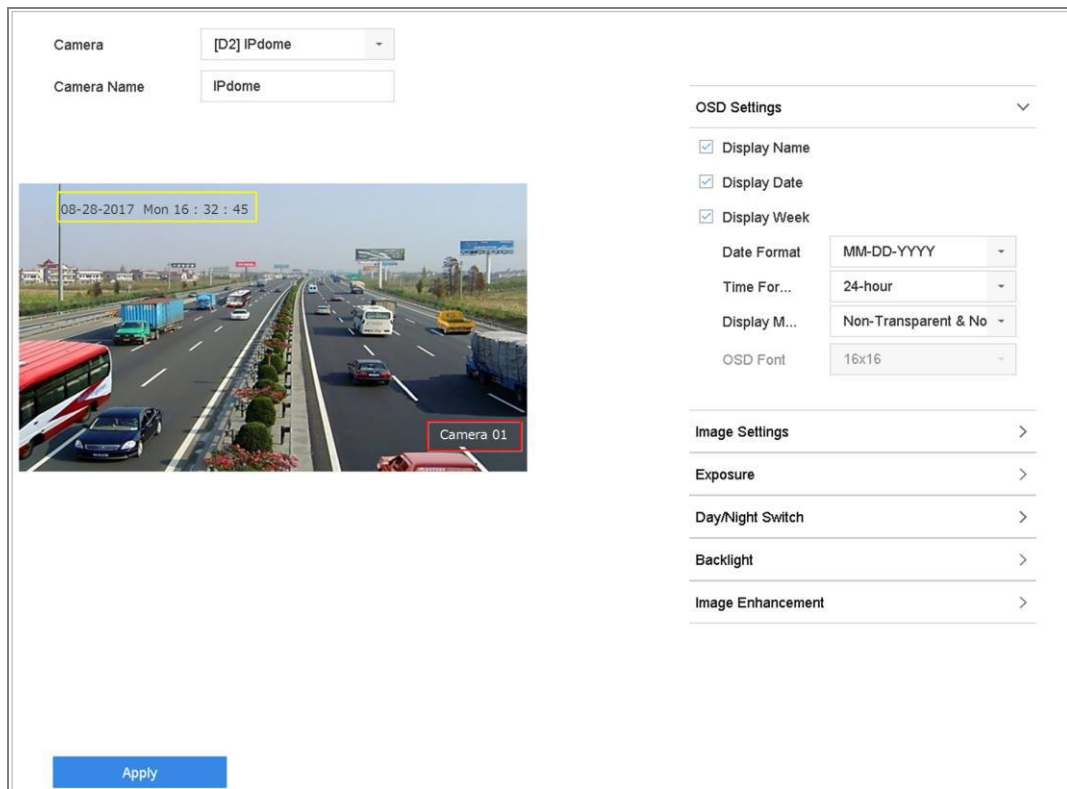 Camera
[D2] IPdome
Camera Name
IPdome
08-28-2017 Mon 16 : 32 : 45
Camera 01
OSD Settings
Display Name
Display Date
Display Week
Date Format
MM-DD-YYYY
Time For...
24-hour
Display M...
Non-Transparent & No
OSD Font
16x16
Image Settings
Exposure
Day/Night Switch
Backlight
Image Enhancement
Apply